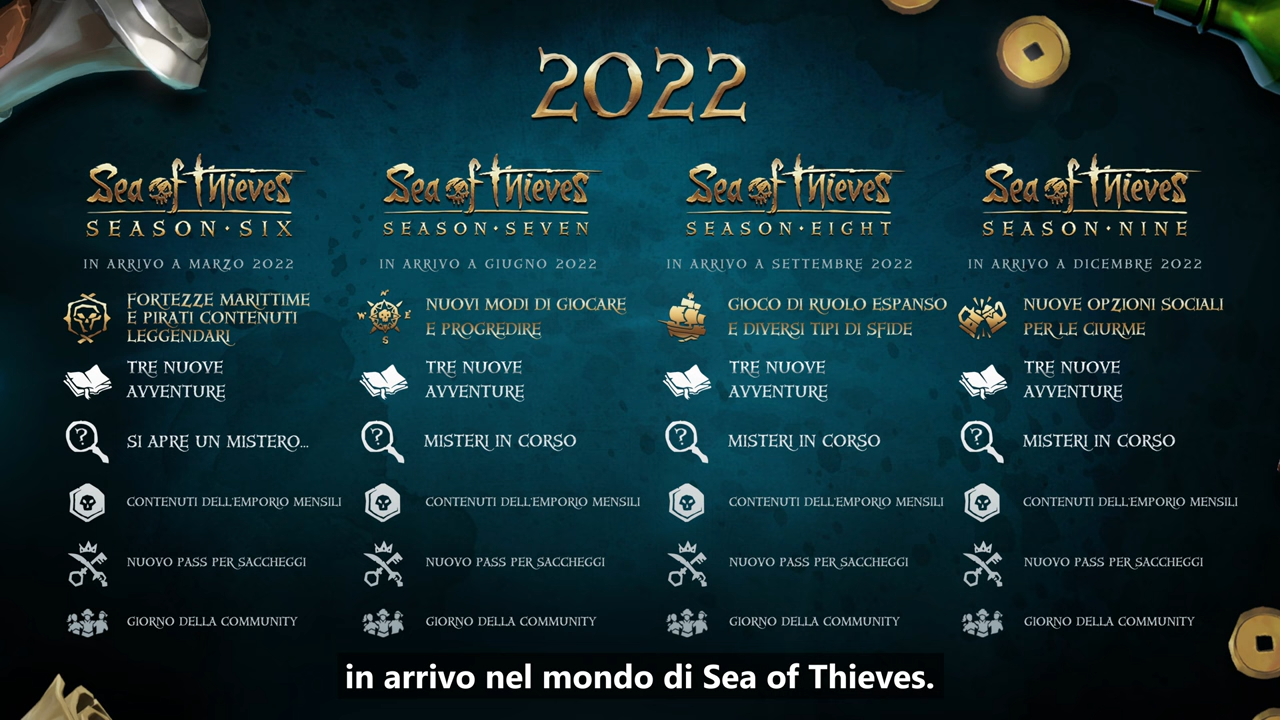 2022
Sea of Thieves
SEASON·SIX
IN ARRIVO A MARZO 2022
FORTEZZE MARITTIME
E PIRATI CONTENUTI
LEGGENDARI
TRE NUOVE
AVVENTURE
SI APRE UN MISTERO...
CONTENUTI DELL'EMPORIO MENSILI
NUOVO PASS PER SACCHEGGI
GIORNO DELLA COMMUNITY
Sea of Thieves
SEASON·SEVEN
IN ARRIVO A GIUGNO 2022
N
W E
S
NUOVI MODI DI GIOCARE
E PROGREDIRE
TRE NUOVE
AVVENTURE
?
MISTERI IN CORSO
CONTENUTI DELL'EMPORIO MENSILI
NUOVO PASS PER SACCHEGGI
GIORNO DELLA COMMUNITY
Sea of Thieves
SEASON·EIGHT
IN ARRIVO A SETTEMBRE 2022
GIOCO DI RUOLO ESPANSO
E DIVERSI TIPI DI SFIDE
TRE NUOVE
AVVENTURE
?
MISTERI IN CORSO
CONTENUTI DELL'EMPORIO MENSILI
NUOVO PASS PER SACCHEGGI
GIORNO DELLA COMMUNITY
Sea of Thieves
SEASON·NINE
IN ARRIVO A DICEMBRE 2022
NUOVE OPZIONI SOCIALI
PER LE CIURME
TRE NUOVE
AVVENTURE
?
MISTERI IN CORSO
CONTENUTI DELL'EMPORIO MENSILI
NUOVO PASS PER SACCHEGGI
GIORNO DELLA COMMUNITY
in arrivo nel mondo di Sea of Thieves.